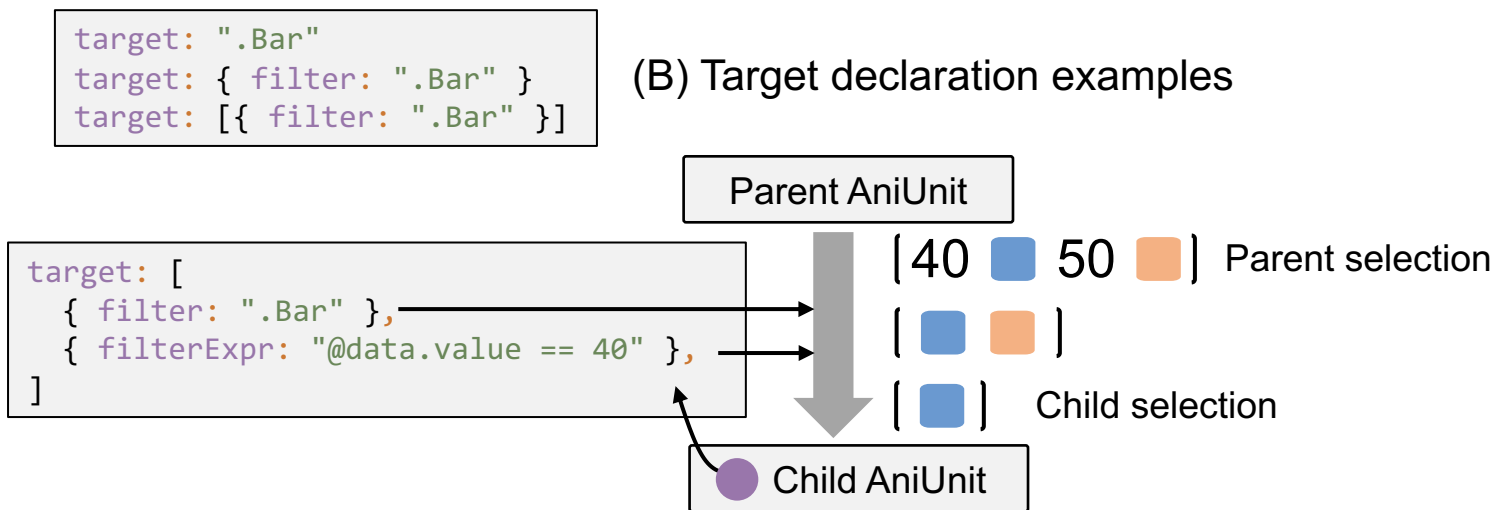 target: ".Bar"
target: { filter: ".Bar" }
target: [{ filter: ".Bar" }]
(B) Target declaration examples
Parent AniUnit
40 50 Parent selection
target: [
{ filter: ".Bar" },
{ filterExpr: "@data.value == 40" },
]
Child selection
Child AniUnit